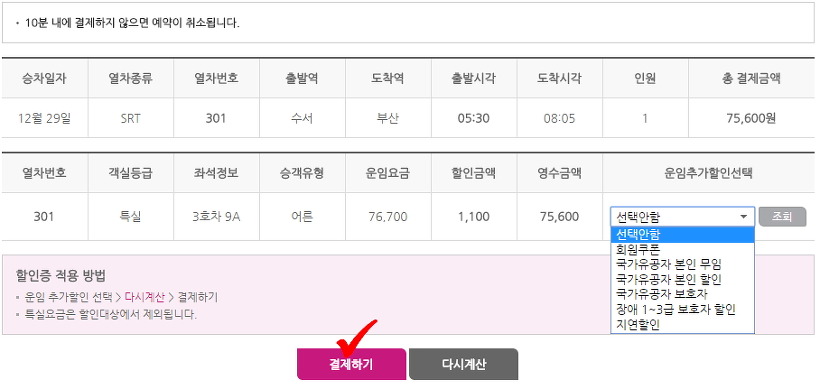 • 10분 내에 결제하지 않으면 예약이 취소됩니다.
승차일자 열차종류 열차번호 출발역 도착역 출발시각 도착시각 인원 총 결제금액
12월 29일 SRT 301 수서 부산 05:30 08:05 1 75,600원
열차번호 객실등급 좌석정보 승객유형 운임요금 할인금액 영수금액 운임추가할인선택
301 특실 3호차 9A 어른 76,700 1,100 75,600 선택안함 조회
선택안함
회원쿠폰
국가유공자 본인 무임
국가유공자 본인 할인
국가유공자 보호자
장애 1~3급 보호자 할인
지연할인
할인증 적용 방법
• 운임 추가할인 선택 > 다시계산 > 결제하기
• 특실요금은 할인대상에서 제외됩니다.
결제하기 다시계산